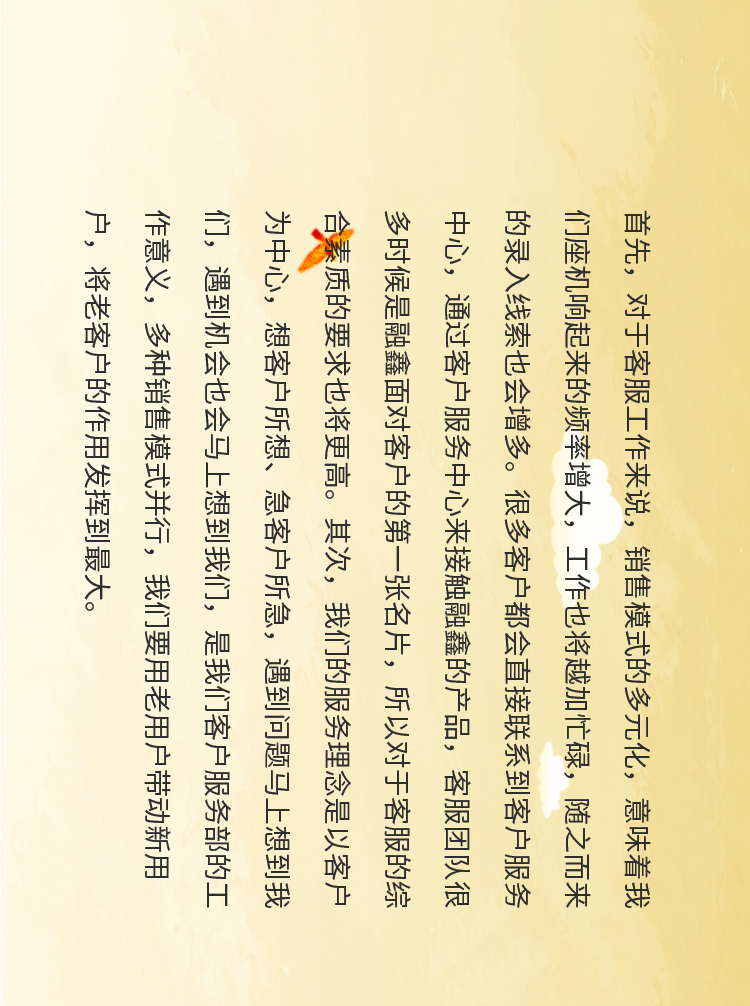 首先，对于客服工作来说，销售模式的多元化，意味着我
们座机响起来的频率增大，工作也将越加忙碌，随之而来
的录入线索也会增多。很多客户都会直接联系到客户服务
中心，通过客户服务中心来接触融鑫的产品，客服团队很
多时候是融鑫面对客户的第一张名片，所以对于客服的综
合素质的要求也将更高。其次，我们的服务理念是以客户
为中心，想客户所想、急客户所急，遇到问题马上想到我
们，遇到机会也会马上想到我们，是我们客户服务部的工
作意义，多种销售模式并行，我们要用老用户带动新用
户，将老客户的作用发挥到最大。